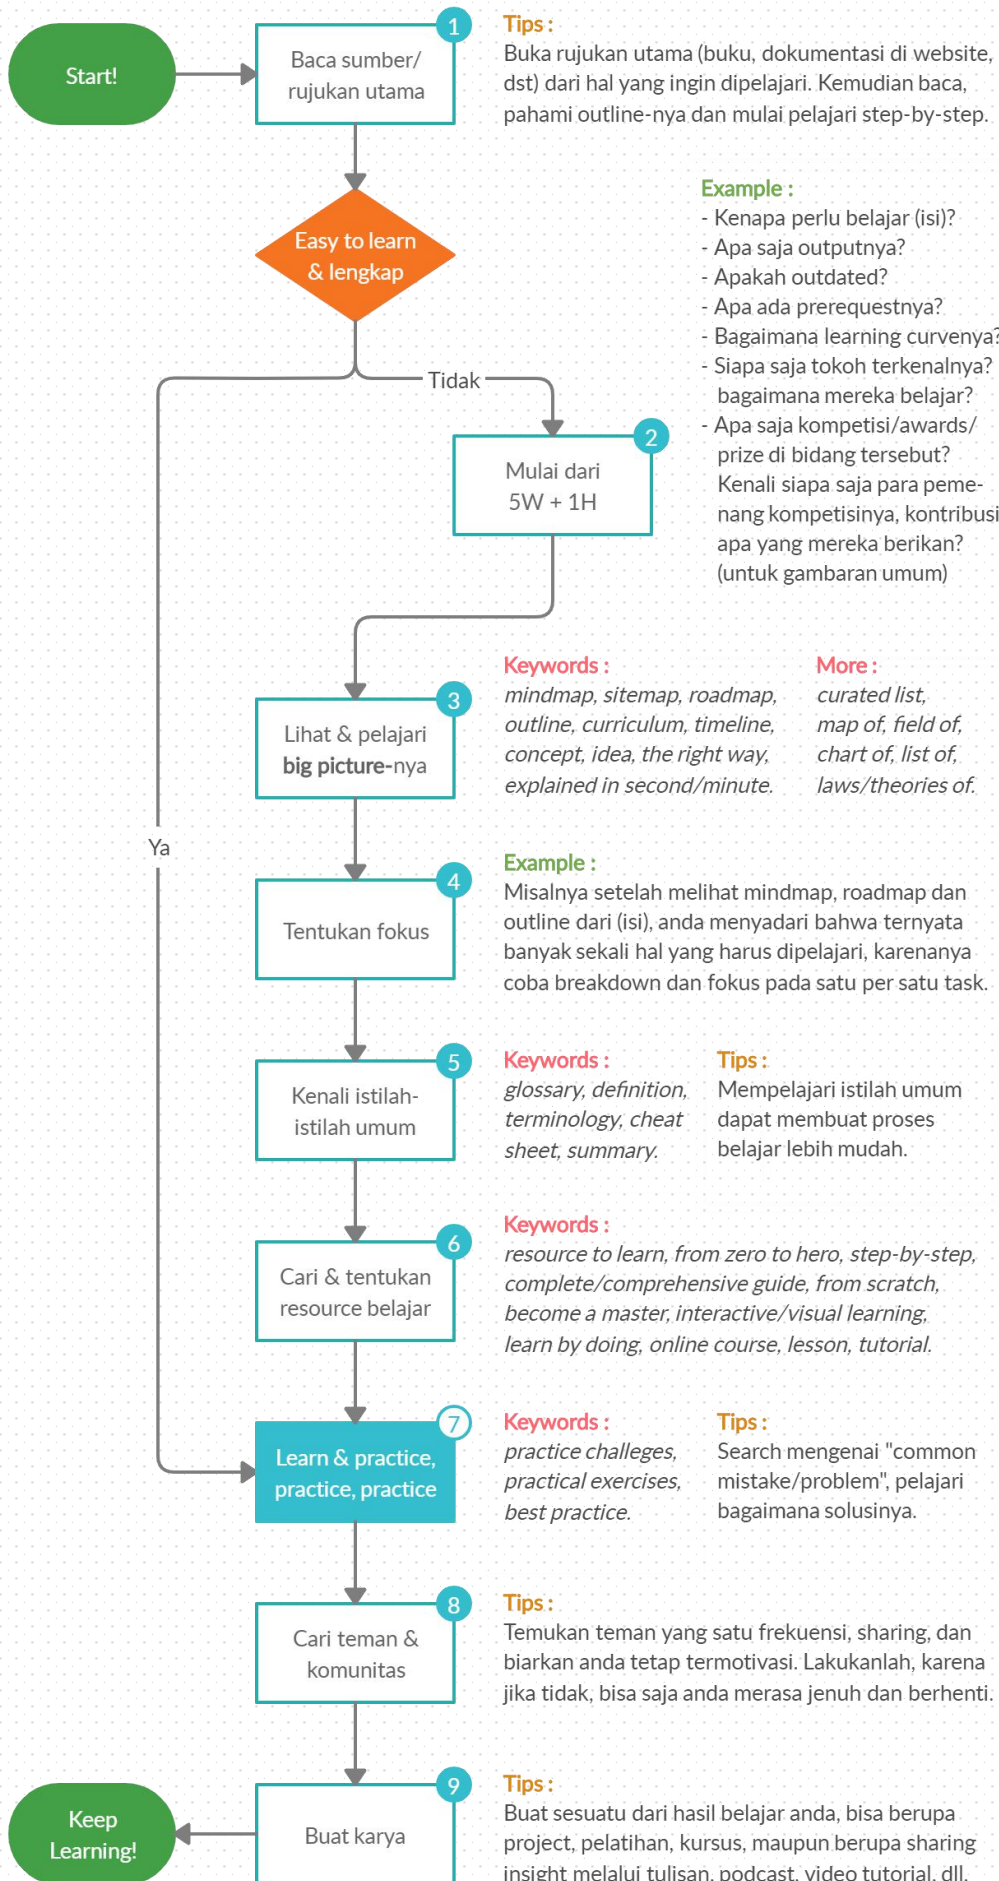 Start!
1
Baca sumber/
rujukan utama
Tips :
Buka rujukan utama (buku, dokumentasi di website,
dst) dari hal yang ingin dipelajari. Kemudian baca,
pahami outline-nya dan mulai pelajari step-by-step.
Easy to learn
& lengkap
Example :
- Kenapa perlu belajar (isi)?
- Apa saja outputnya?
- Apakah outdated?
- Apa ada prerequestnya?
- Bagaimana learning curvenya?
- Siapa saja tokoh terkenalnya?
bagaimana mereka belajar?
- Apa saja kompetisi/awards/
prize di bidang tersebut?
Kenali siapa saja para peme-
nang kompetisinya, kontribusi
apa yang mereka berikan?
(untuk gambaran umum)
Tidak
2
Mulai dari
5W + 1H
3
Lihat & pelajari
big picture-nya
Keywords :
mindmap, sitemap, roadmap,
outline, curriculum, timeline,
concept, idea, the right way,
explained in second/minute.
More :
curated list,
map of, field of,
chart of, list of,
laws/theories of.
Ya
4
Tentukan fokus
Example :
Misalnya setelah melihat mindmap, roadmap dan
outline dari (isi), anda menyadari bahwa ternyata
banyak sekali hal yang harus dipelajari, karenanya
coba breakdown dan fokus pada satu per satu task.
5
Kenali istilah-
istilah umum
Keywords :
glossary, definition,
terminology, cheat
sheet, summary.
Tips :
Mempelajari istilah umum
dapat membuat proses
belajar lebih mudah.
6
Cari & tentukan
resource belajar
Keywords :
resource to learn, from zero to hero, step-by-step,
complete/comprehensive guide, from scratch,
become a master, interactive/visual learning,
learn by doing, online course, lesson, tutorial.
7
Learn & practice,
practice, practice
Keywords :
practice challeges,
practical exercises,
best practice.
Tips :
Search mengenai "common
mistake/problem", pelajari
bagaimana solusinya.
8
Cari teman &
komunitas
Tips :
Temukan teman yang satu frekuensi, sharing, dan
biarkan anda tetap termotivasi. Lakukanlah, karena
jika tidak, bisa saja anda merasa jenuh dan berhenti.
9
Buat karya
Tips :
Buat sesuatu dari hasil belajar anda, bisa berupa
project, pelatihan, kursus, maupun berupa sharing
insight melalui tulisan, podcast, video tutorial, dll.
Keep
Learning!